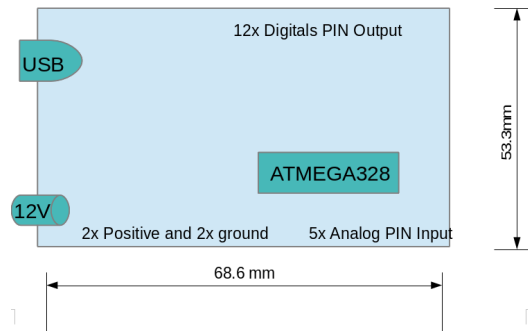 12x Digitals PIN Output
USB
ATMEGA328
12V
2x Positive and 2x ground
5x Analog PIN Input
53.3mm
68.6 mm